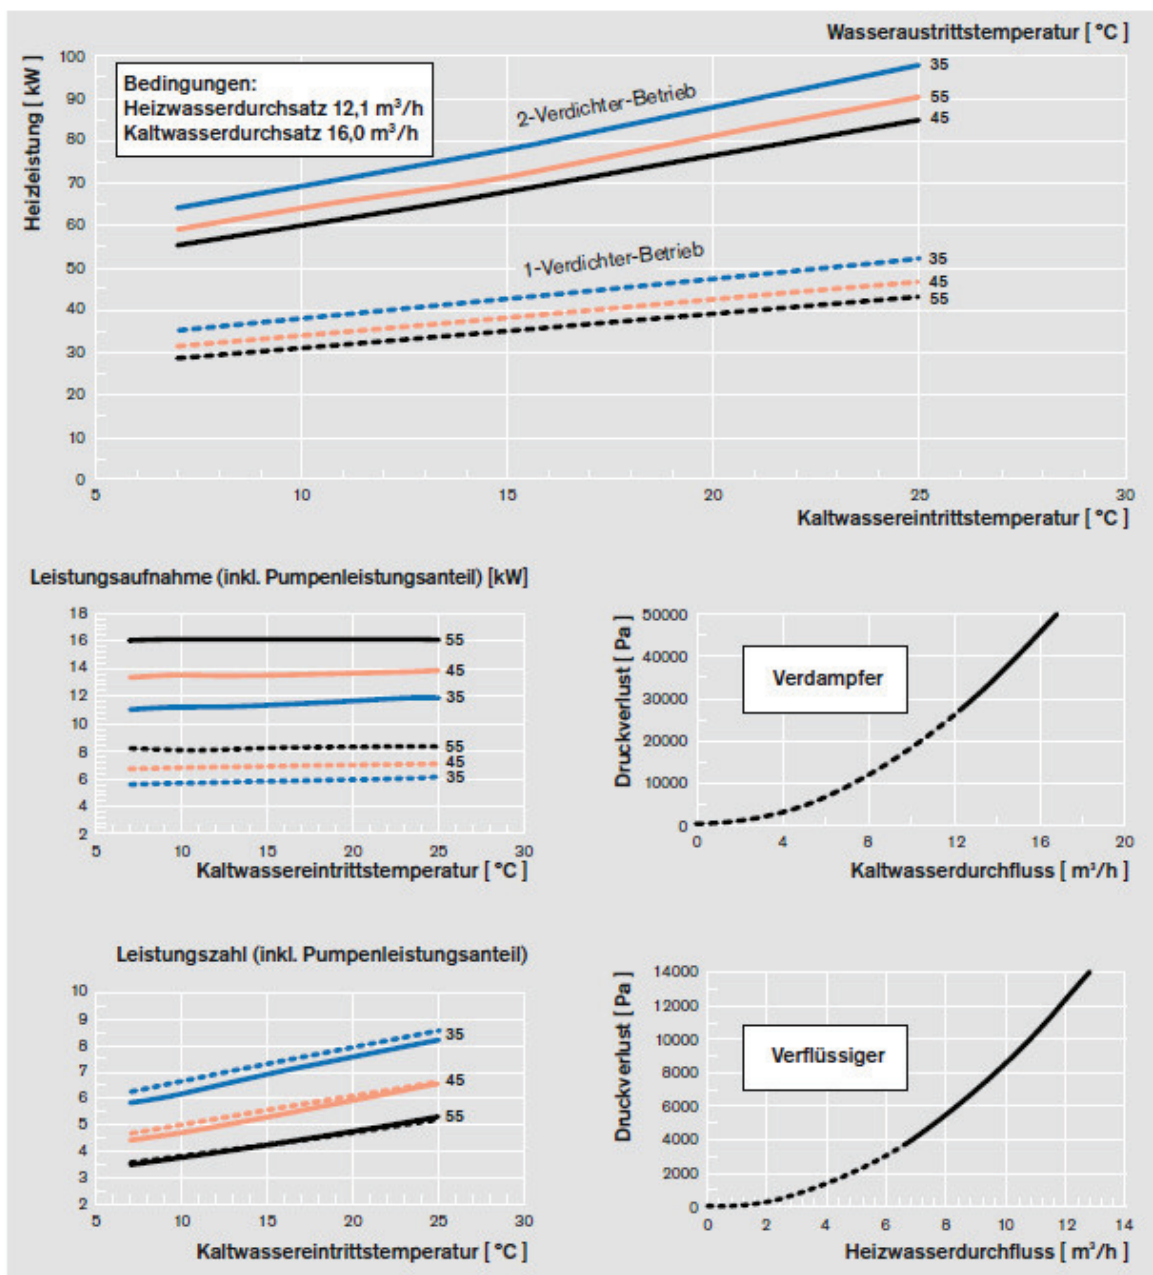 Wasseraustrittstemperatur [ °C ]
Heizleistung [ kW ]
100
90
80
70
60
50
40
30
20
10
0
Bedingungen:
Heizwasserdurchsatz 12,1 m³/h
Kaltwasserdurchsatz 16,0 m³/h
2-Verdichter-Betrieb
35
55
45
1-Verdichter-Betrieb
35
45
55
5 10 15 20 25 30
Kaltwassereintrittstemperatur [ °C ]
Leistungsaufnahme (inkl. Pumpenleistungsanteil) [kW]
18
16
14
12
10
8
6
4
2
55
45
35
55
45
35
5 10 15 20 25 30
Kaltwassereintrittstemperatur [ °C ]
Druckverlust [ Pa ]
50000
40000
30000
20000
10000
0
Verdampfer
0 4 8 12 16 20
Kaltwasserdurchfluss [ m³/h ]
Leistungszahl (inkl. Pumpenleistungsanteil)
10
9
8
7
6
5
4
3
2
35
45
55
5 10 15 20 25 30
Kaltwassereintrittstemperatur [ °C ]
Druckverlust [ Pa ]
14000
12000
10000
8000
6000
4000
2000
0
Verflüssiger
0 2 4 6 8 10 12 14
Heizwasserdurchfluss [ m³/h ]